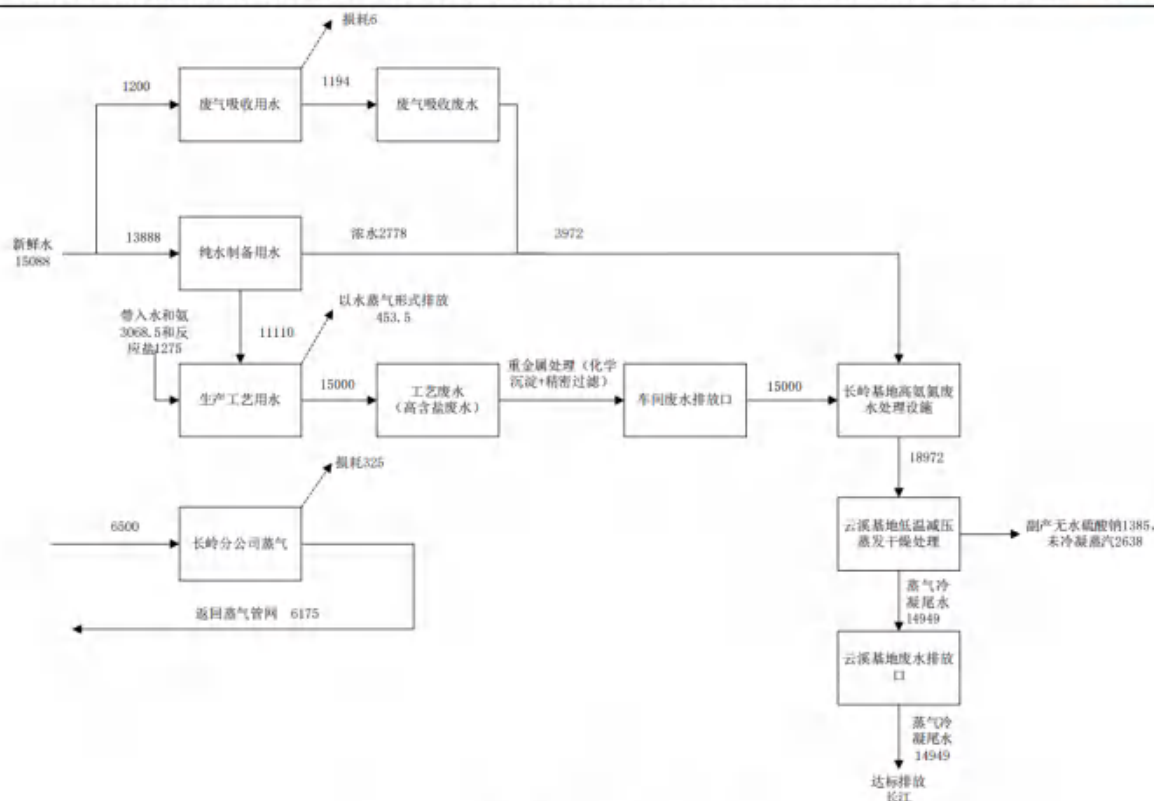 损耗6
1200
废气吸收用水
1194
废气吸收废水
新鲜水
15088
13888
纯水制备用水
浓水2778
3972
带入水和氨
3068.5和反
应盐1275
11110
以水蒸气形式排放
453.5
生产工艺用水
15000
工艺废水
（高含盐废水）
重金属处理（化学
沉淀+精密过滤）
车间废水排放口
15000
长岭基地高氨氮废
水处理设施
18972
损耗325
6500
长岭分公司蒸气
返回蒸气管网 6175
云溪基地低温减压
蒸发干燥处理
副产无水硫酸钠1385，
未冷凝蒸汽2638
蒸气冷
凝尾水
14949
云溪基地废水排放
口
蒸气冷
凝尾水
14949
达标排放
长江